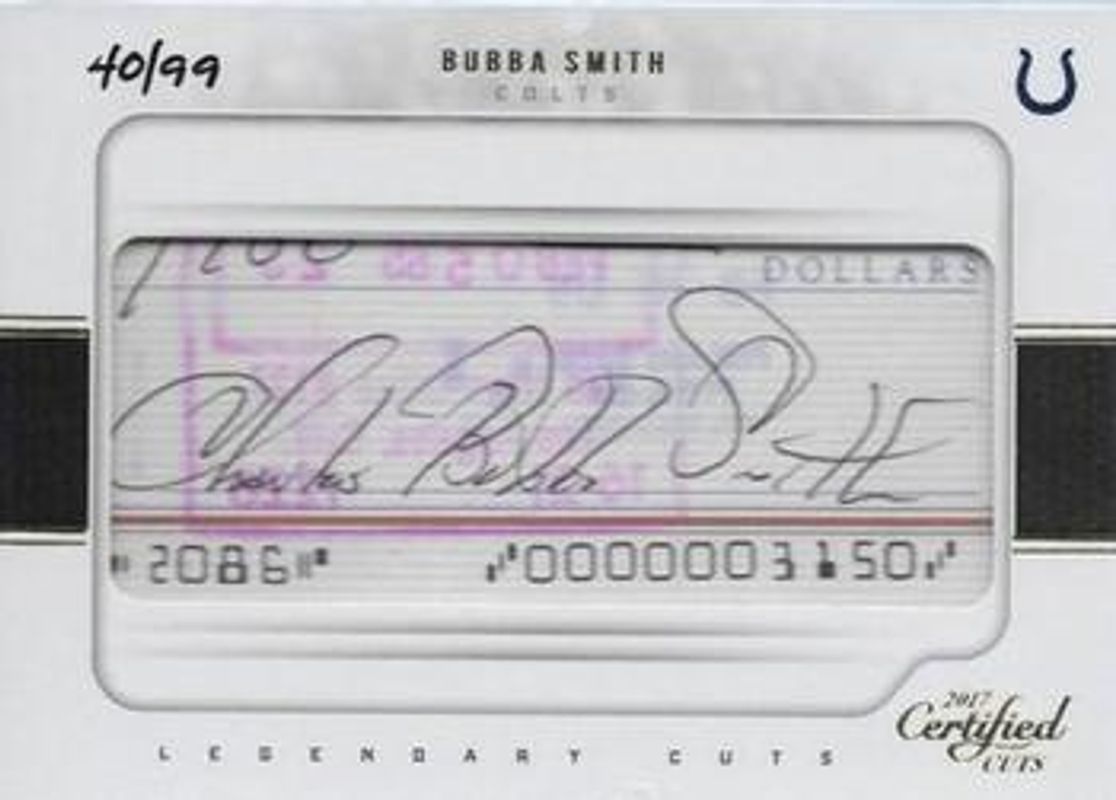 40/99
BUBBA SMITH
COLTS
DOLLARS
Charles Bubba Smith
2086 0000003150
LEGENDARY CUTS
2017
Certified
CUTS